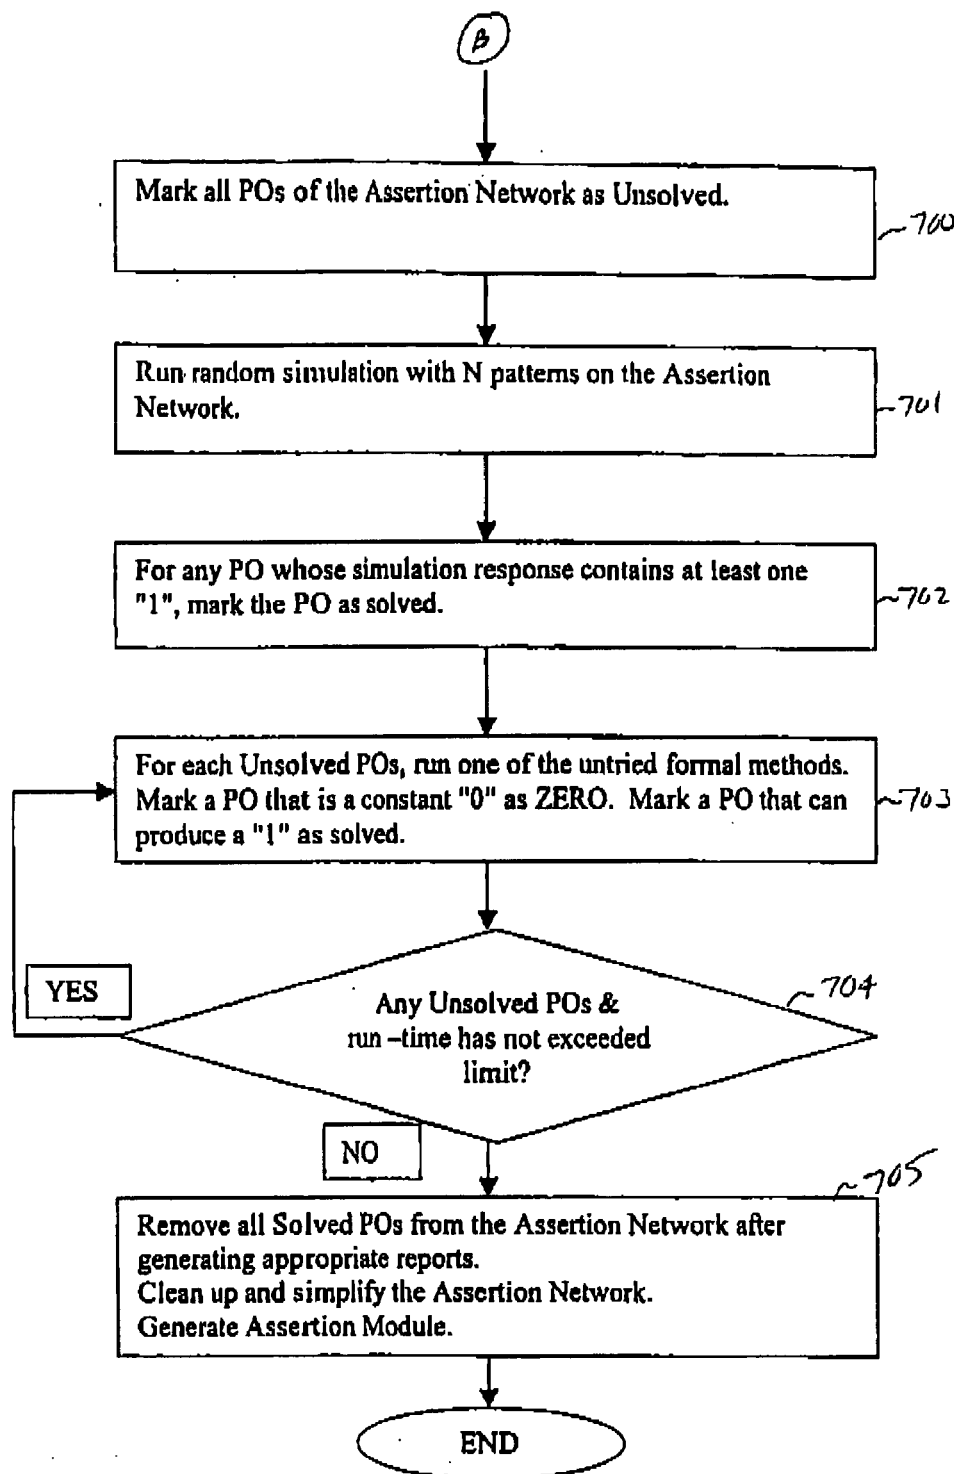 B
Mark all POs of the Assertion Network as Unsolved.
700
Run random simulation with N patterns on the Assertion
Network.
701
For any PO whose simulation response contains at least one
"1", mark the PO as solved.
702
For each Unsolved POs, run one of the untried formal methods.
Mark a PO that is a constant "0" as ZERO. Mark a PO that can
produce a "1" as solved.
703
YES
Any Unsolved POs &
run –time has not exceeded
limit?
704
NO
705
Remove all Solved POs from the Assertion Network after
generating appropriate reports.
Clean up and simplify the Assertion Network.
Generate Assertion Module.
END